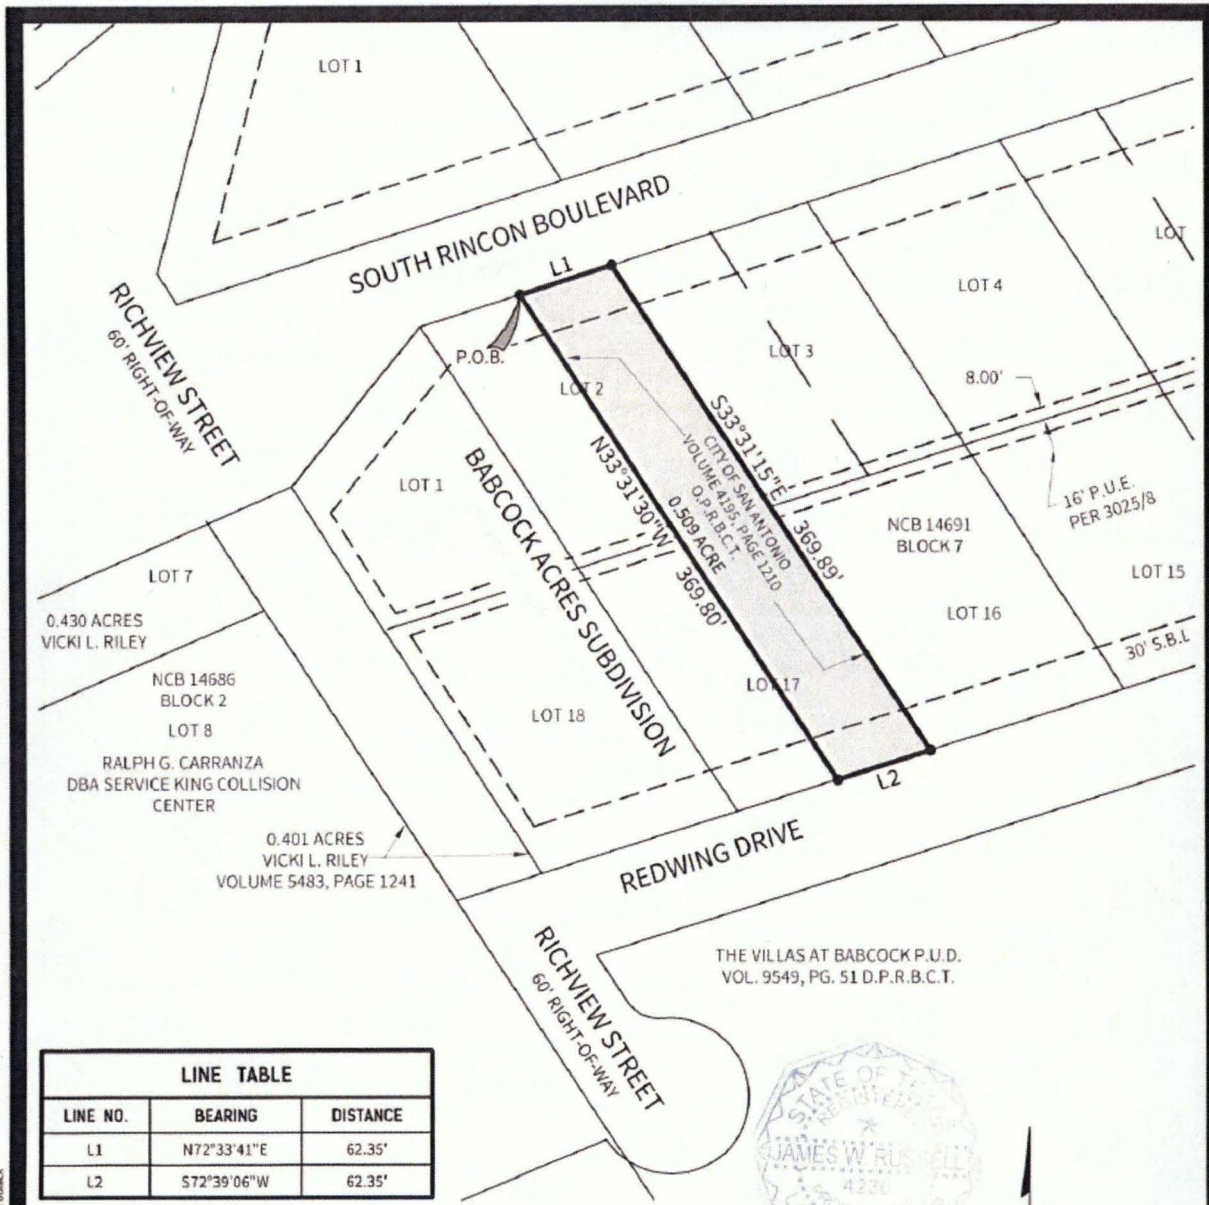 LOT 1
SOUTH RINCON BOULEVARD
L1
LOT
LOT 4
RICHVIEW STREET
60' RIGHT-OF-WAY
P.O.B.
LOT 2
LOT 3
8.00'
S33°31'15"E
369.89'
CITY OF SAN ANTONIO
VOLUME 4195, PAGE 1210
O.P.R.B.C.T.
0.509 ACRE
N33°31'30"W
369.80'
BABCOCK ACRES SUBDIVISION
LOT 1
16' P.U.E.
PER 3025/8
NCB 14691
BLOCK 7
LOT 7
LOT 15
0.430 ACRES
VICKI L. RILEY
LOT 16
30' S.B.L
NCB 14686
BLOCK 2
LOT 17
LOT 8
LOT 18
RALPH G. CARRANZA
DBA SERVICE KING COLLISION
CENTER
L2
0.401 ACRES
VICKI L. RILEY
VOLUME 5483, PAGE 1241
REDWING DRIVE
RICHVIEW STREET
60' RIGHT-OF-WAY
THE VILLAS AT BABCOCK P.U.D.
VOL. 9549, PG. 51 D.P.R.B.C.T.
LINE TABLE
LINE NO. BEARING DISTANCE
L1 N72°33'41"E 62.35'
L2 S72°39'06"W 62.35'
STATE OF
JAMES W. RUSSELL
4230